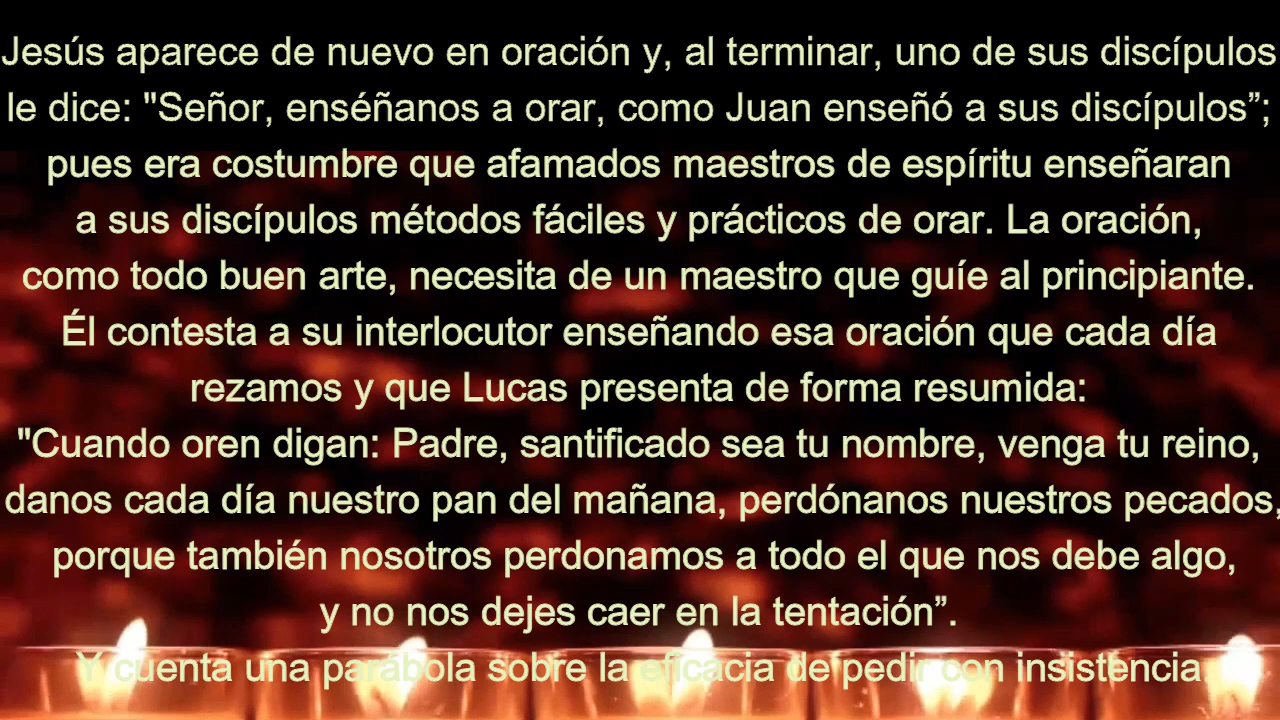 Jesús aparece de nuevo en oración y, al terminar, uno de sus discípulos
le dice: "Señor, enséñanos a orar, como Juan enseñó a sus discípulos”;
pues era costumbre que afamados maestros de espíritu enseñaran
a sus discípulos métodos fáciles y prácticos de orar. La oración,
como todo buen arte, necesita de un maestro que guíe al principiante.
Él contesta a su interlocutor enseñando esa oración que cada día
rezamos y que Lucas presenta de forma resumida:
"Cuando oren digan: Padre, santificado sea tu nombre, venga tu reino,
danos cada día nuestro pan del mañana, perdónanos nuestros pecados,
porque también nosotros perdonamos a todo el que nos debe algo,
y no nos dejes caer en la tentación”.
Y cuenta una parábola sobre la eficacia de pedir con insistencia